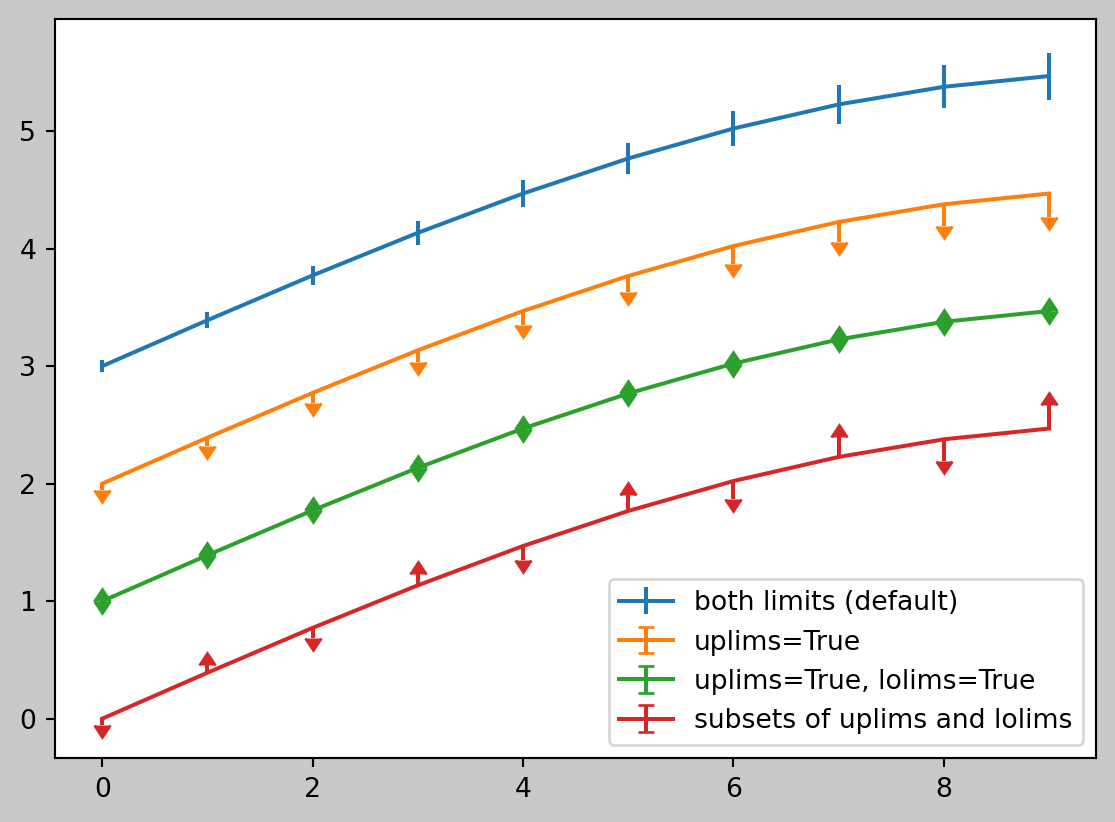 5
4
3
2
1
0
both limits (default)
uplims=True
uplims=True, lolims=True
subsets of uplims and lolims
0 2 4 6 8